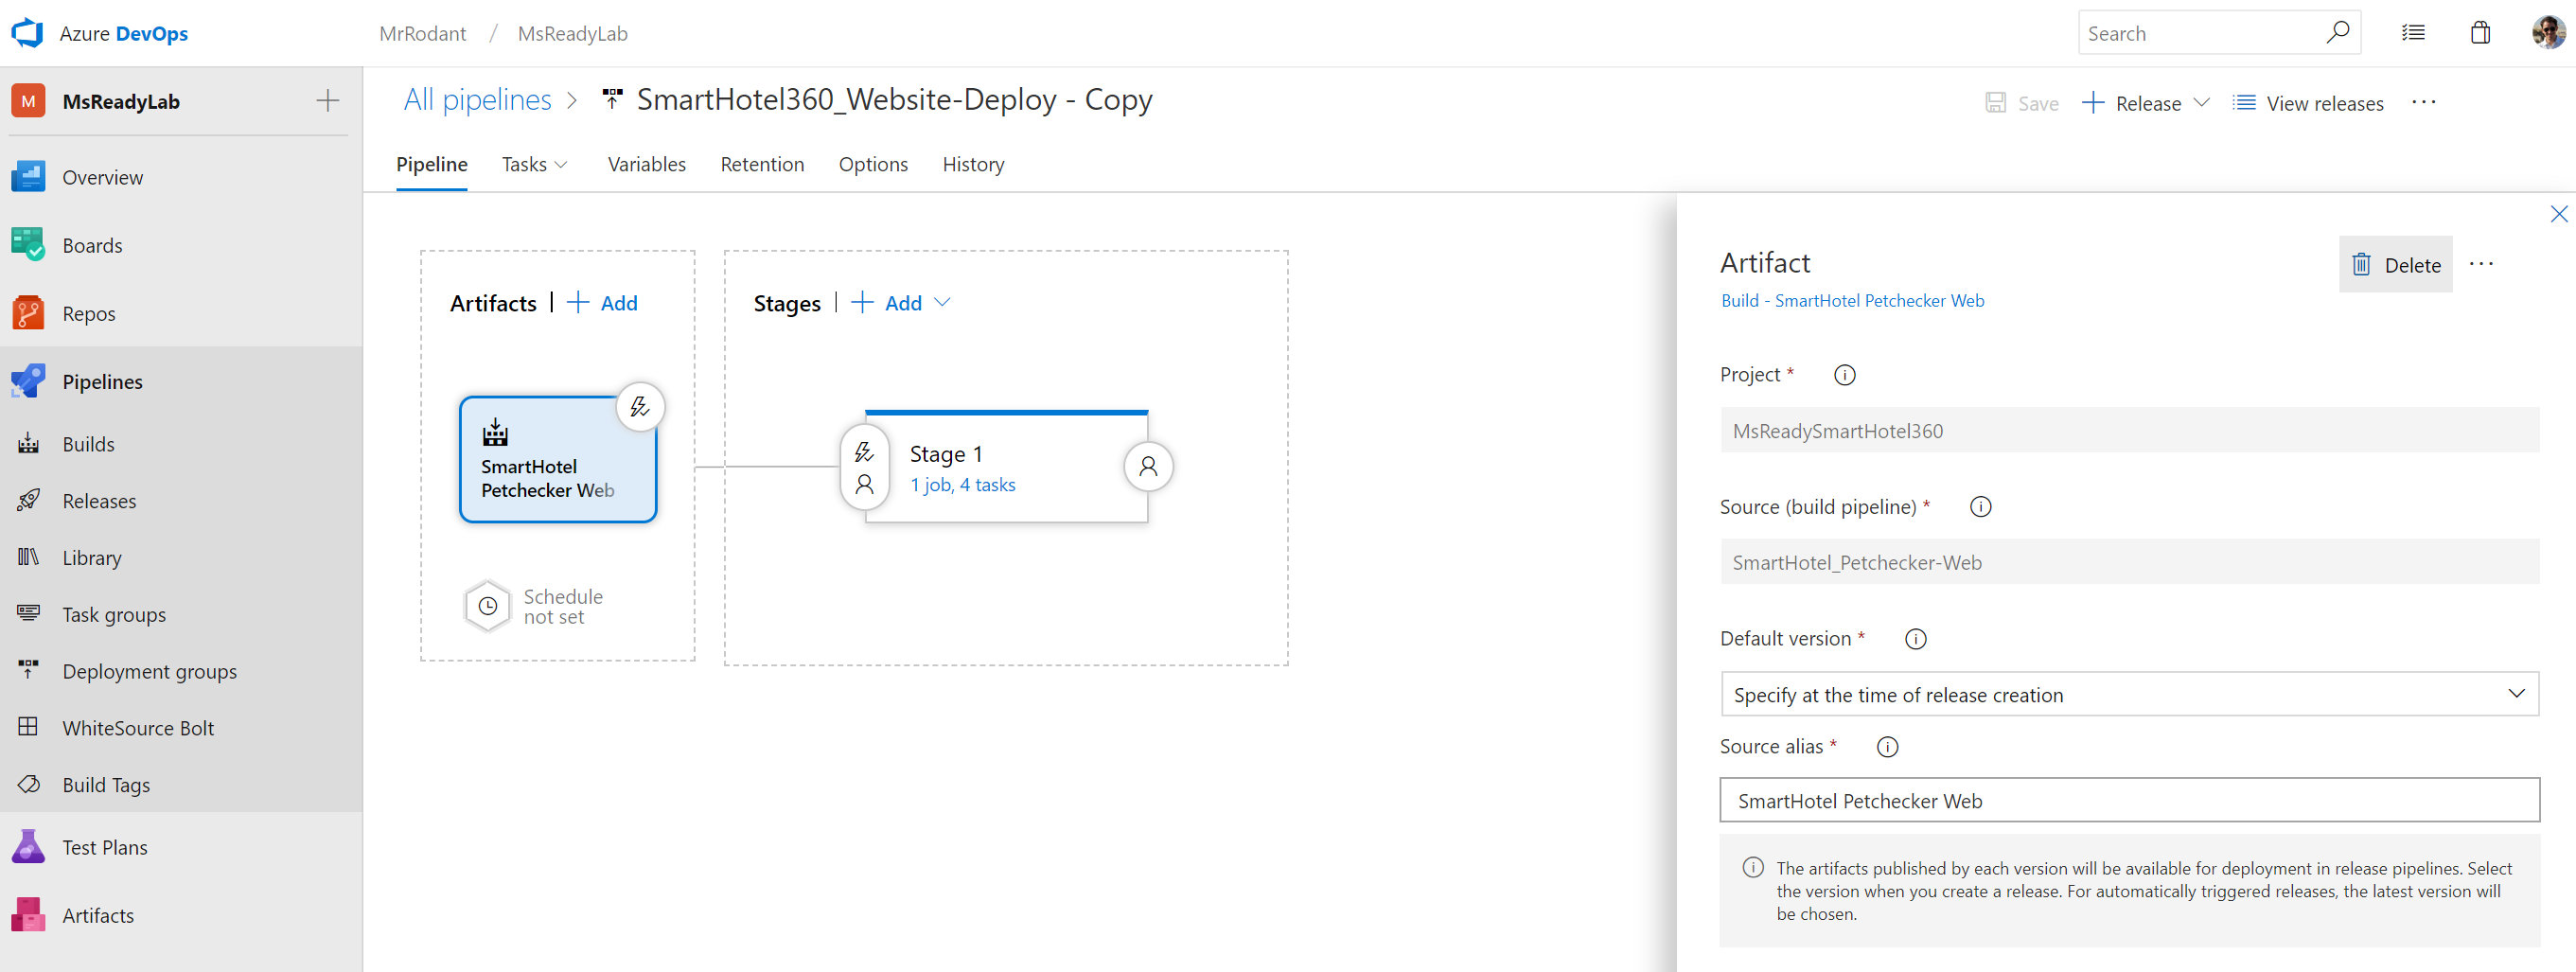 Azure DevOps
MrRodant / MsReadyLab
Search
M MsReadyLab
Overview
Boards
Repos
Pipelines
Builds
Releases
Library
Task groups
Deployment groups
WhiteSource Bolt
Build Tags
Test Plans
Artifacts
All pipelines > SmartHotel360_Website-Deploy - Copy
Save
Release
View releases
Pipeline
Tasks
Variables
Retention
Options
History
Artifacts | + Add
SmartHotel
Petchecker Web
Schedule
not set
Stages | + Add
Stage 1
1 job, 4 tasks
Artifact
Delete
Build - SmartHotel Petchecker Web
Project *
MsReadySmartHotel360
Source (build pipeline) *
SmartHotel_Petchecker-Web
Default version *
Specify at the time of release creation
Source alias *
SmartHotel Petchecker Web
The artifacts published by each version will be available for deployment in release pipelines. Select
the version when you create a release. For automatically triggered releases, the latest version will
be chosen.